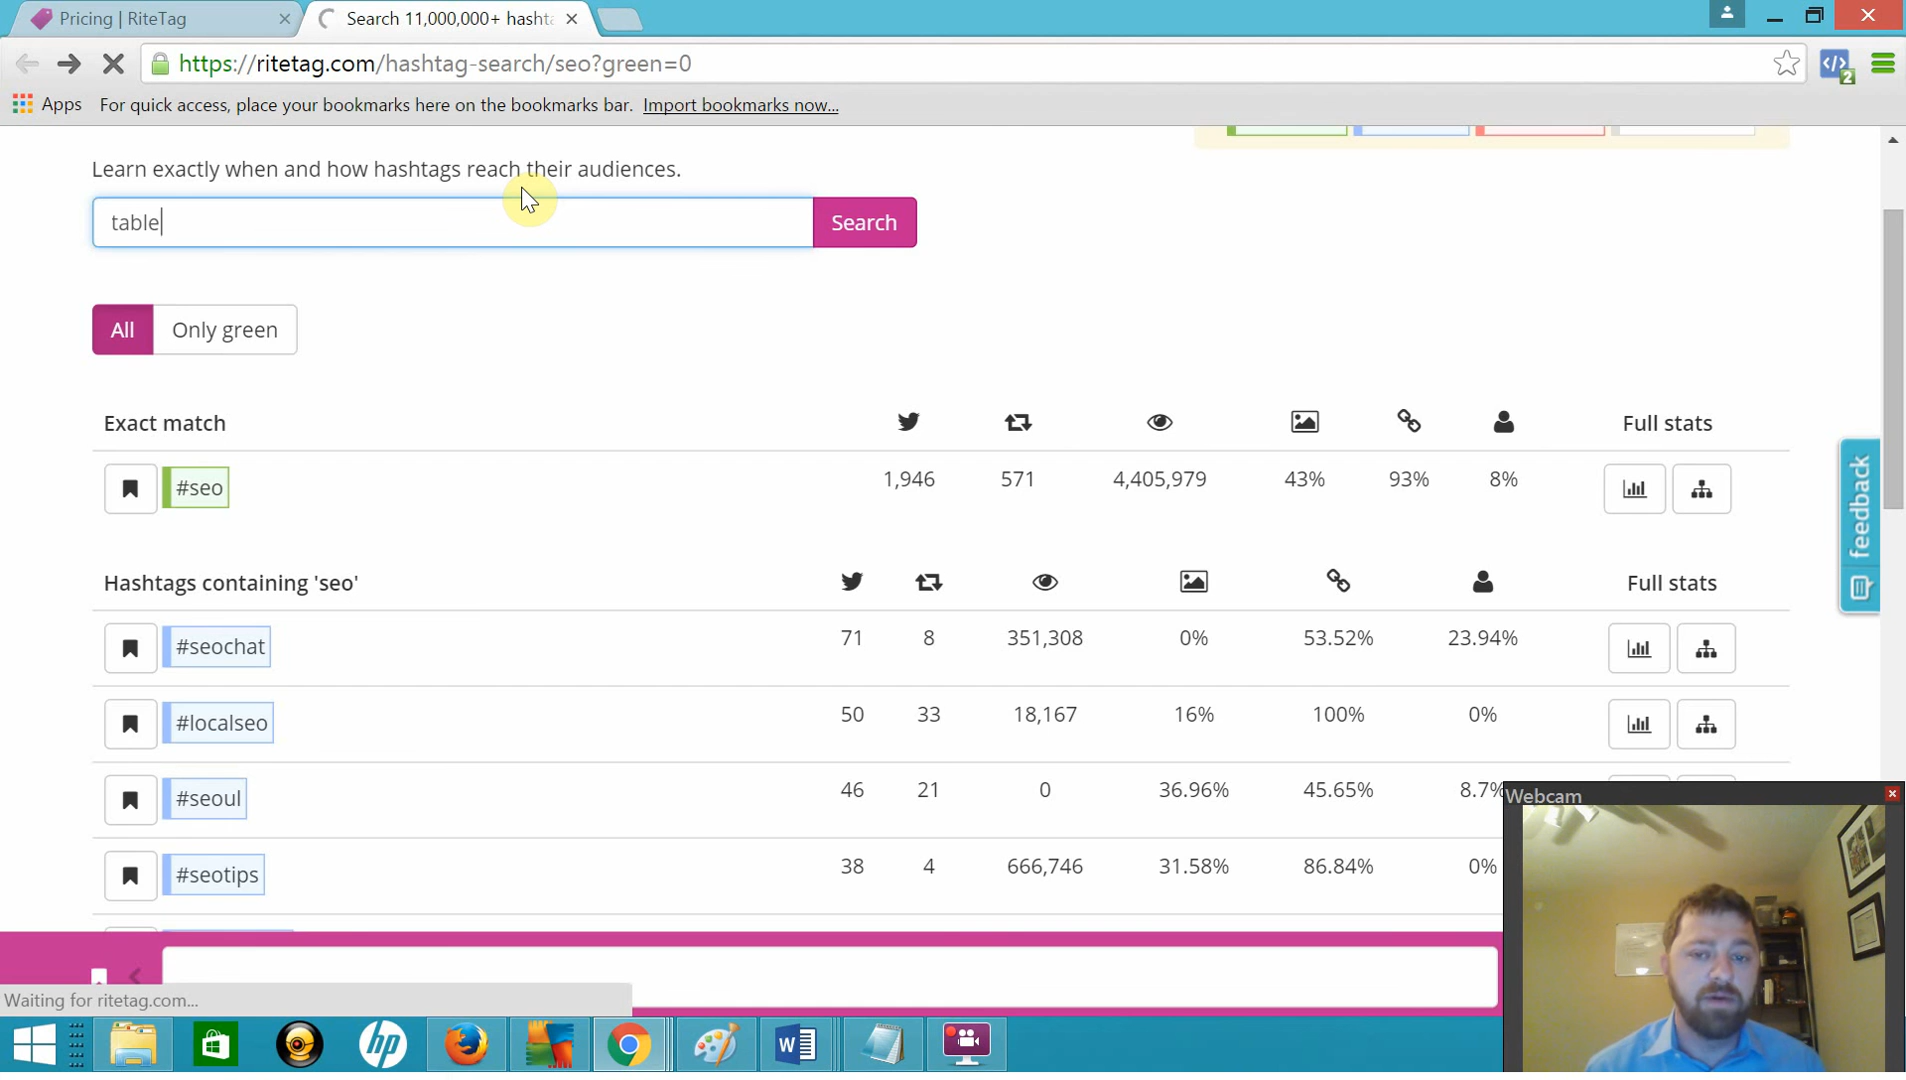 Pricing | RiteTag
Search 11,000,000+ hashta
https://ritetag.com/hashtag-search/seo?green=0
Apps For quick access, place your bookmarks here on the bookmarks bar. Import bookmarks now...
Learn exactly when and how hashtags reach their audiences.
table Search
All Only green
Exact match Full stats
#seo 1,946 571 4,405,979 43% 93% 8%
Hashtags containing 'seo' Full stats
#seochat 71 8 351,308 0% 53.52% 23.94%
#localseo 50 33 18,167 16% 100% 0%
#seoul 46 21 0 36.96% 45.65% 8.7%
#seotips 38 4 666,746 31.58% 86.84% 0%
feedback
Webcam
Waiting for ritetag.com...
2
hp
W